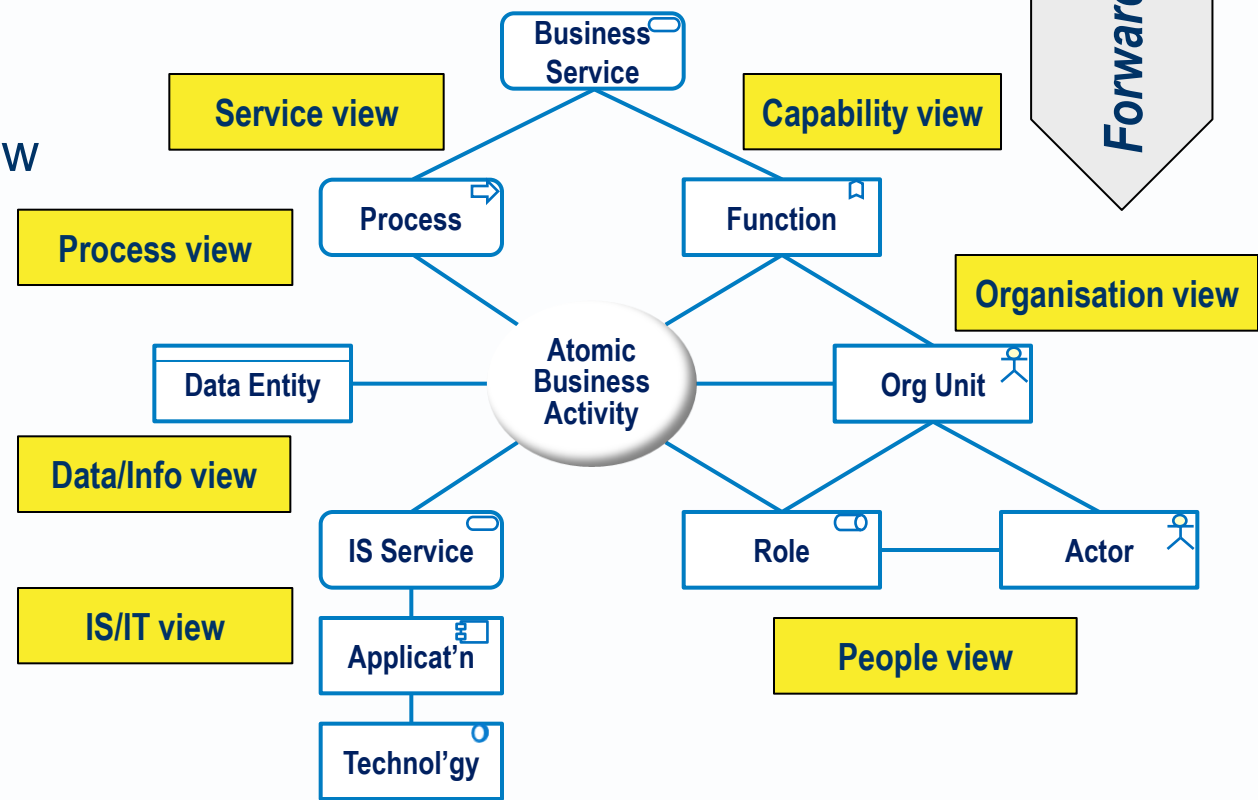 Business
Service
Forward
Service view
Capability view
w
Process
Function
Process view
Organisation view
Atomic
Business
Activity
Data Entity
Org Unit
Data/Info view
IS Service
Role
Actor
IS/IT view
Applicat'n
People view
Technol'gy